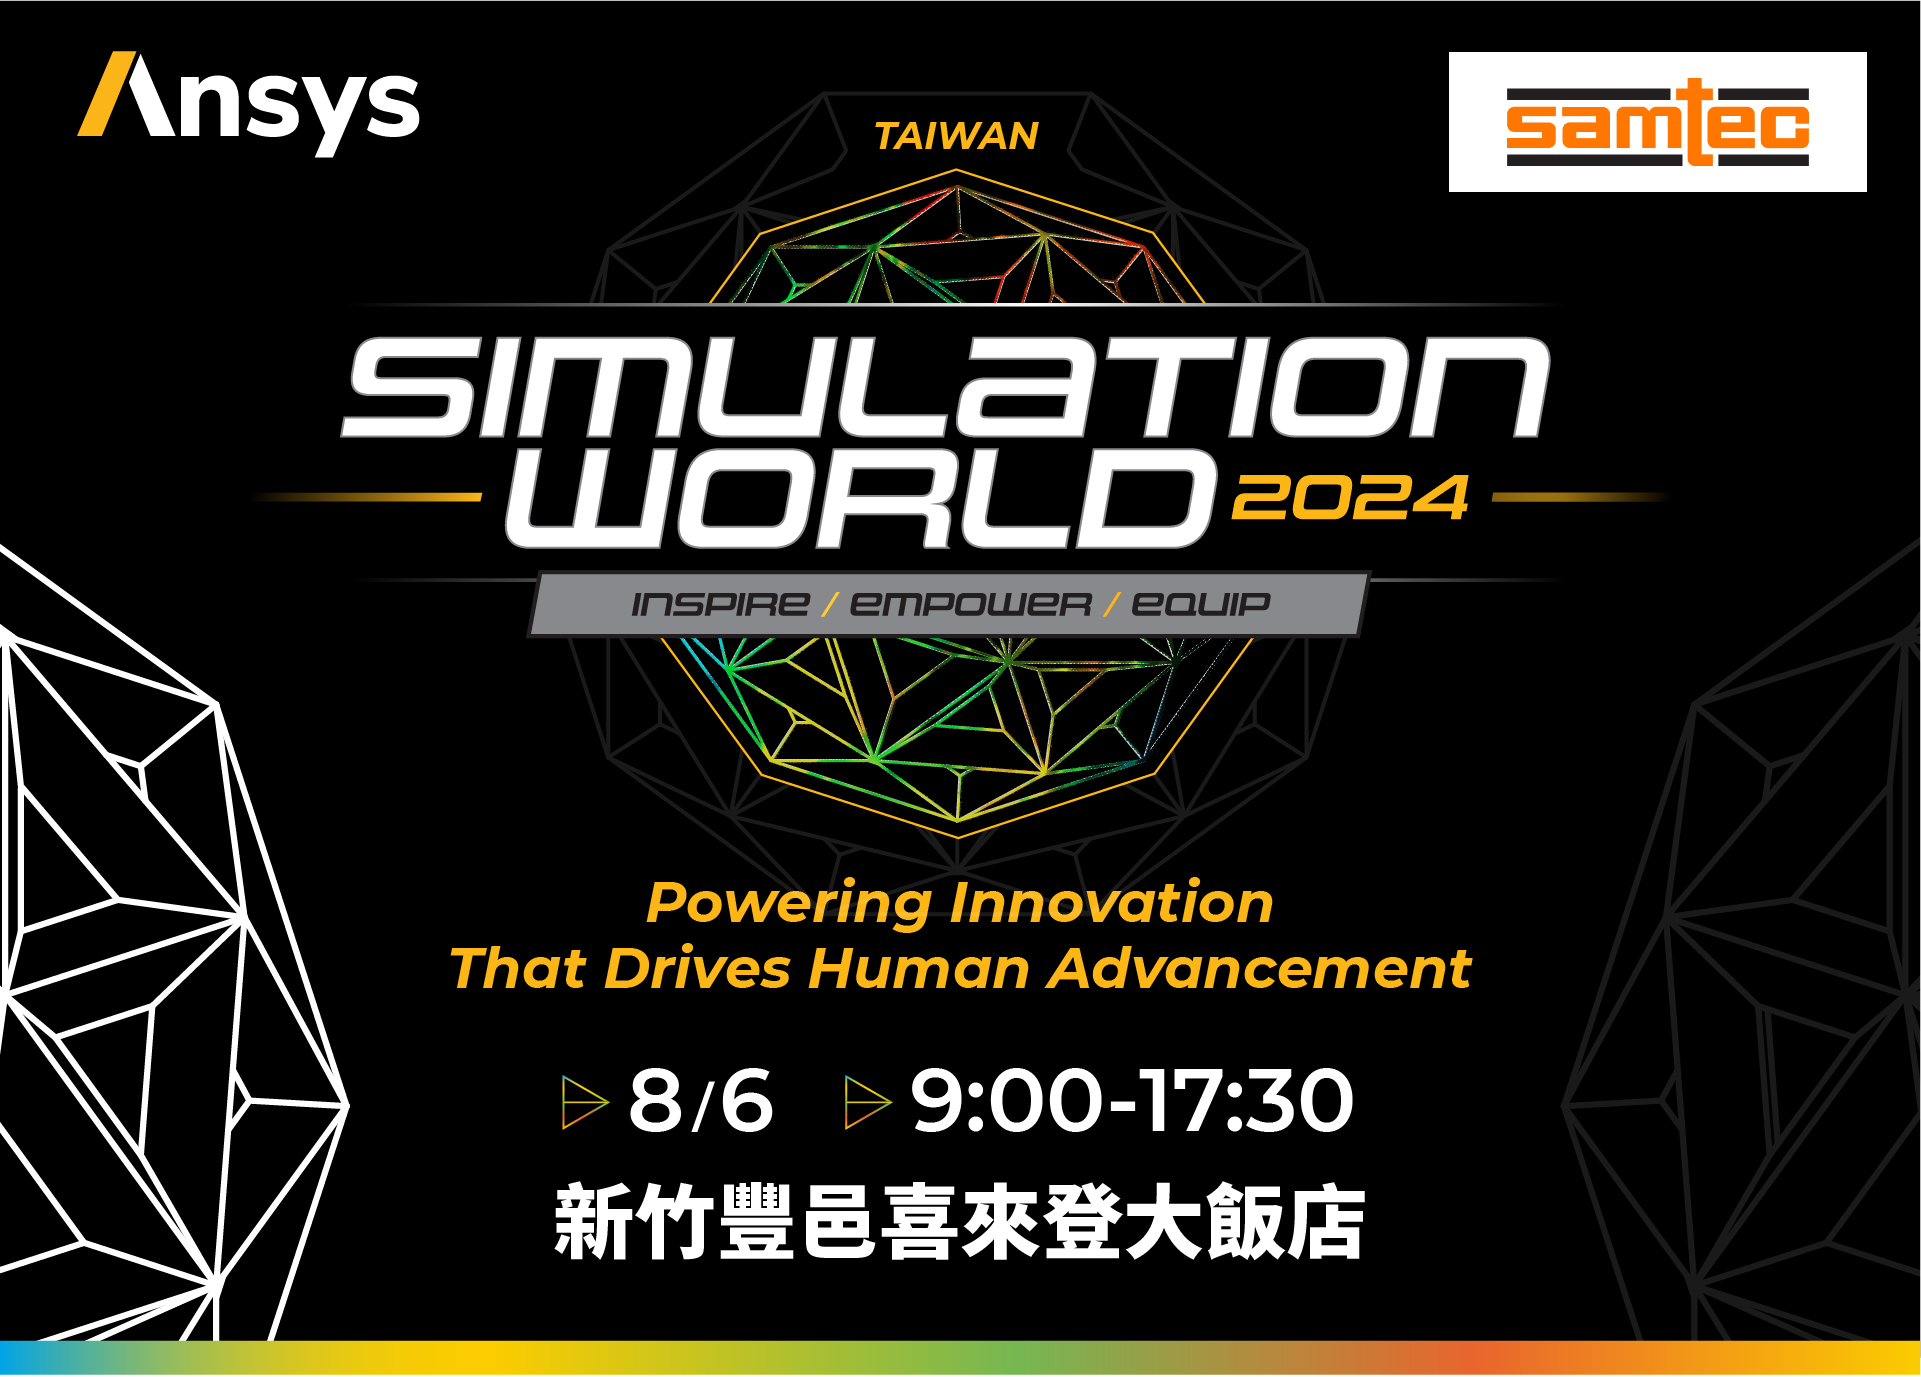 Ansys
samtec
TAIWAN
SIMULATION
WORLD 2024
INSPIRE / EMPOWER / EQUIP
Powering Innovation
That Drives Human Advancement
8/6 9:00-17:30
新竹豐邑喜來登大飯店